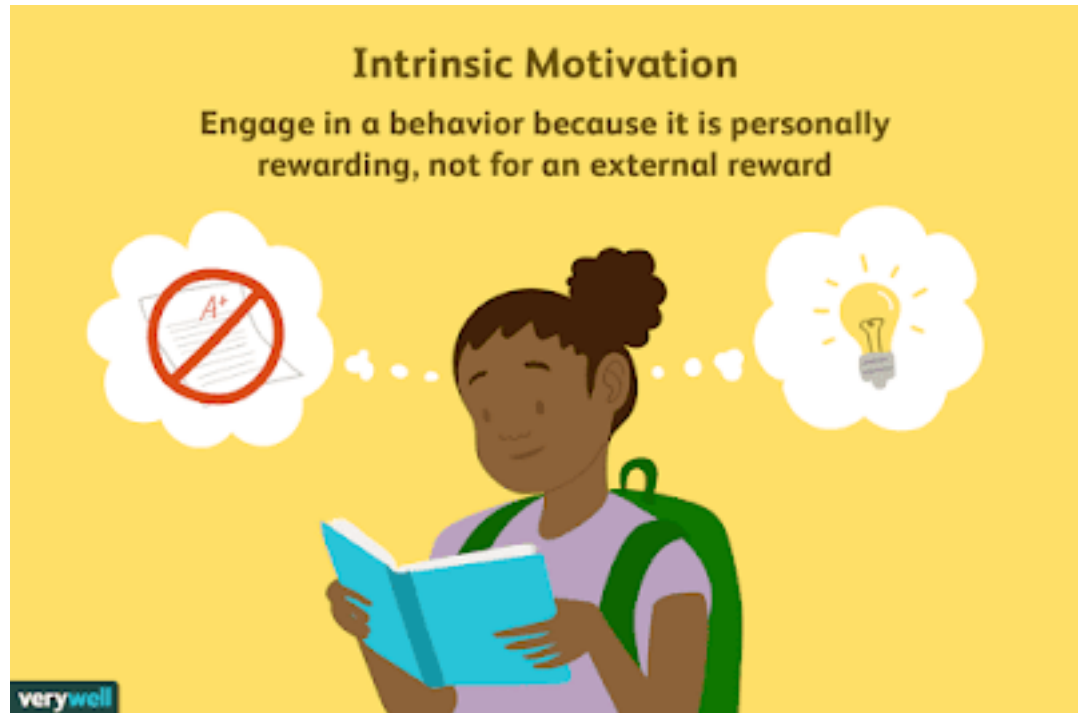 Intrinsic Motivation
Engage in a behavior because it is personally
rewarding, not for an external reward
A+
verywell